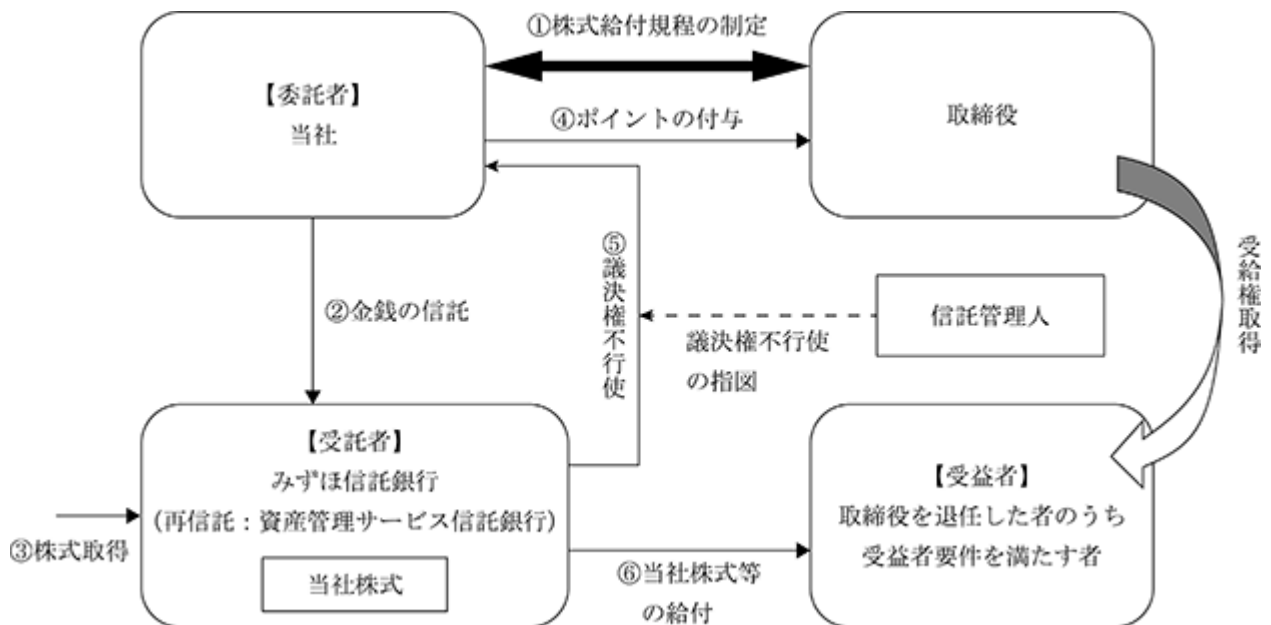 ①株式給付規程の制定
【委託者】
当社
④ポイントの付与
取締役
②金銭の信託
⑤議決権不行使
議決権不行使
の指図
信託管理人
受給権取得
【受託者】
みずほ信託銀行
(再信託：資産管理サービス信託銀行)
当社株式
③株式取得
⑥当社株式等
の給付
【受益者】
取締役を退任した者のうち
受益者要件を満たす者